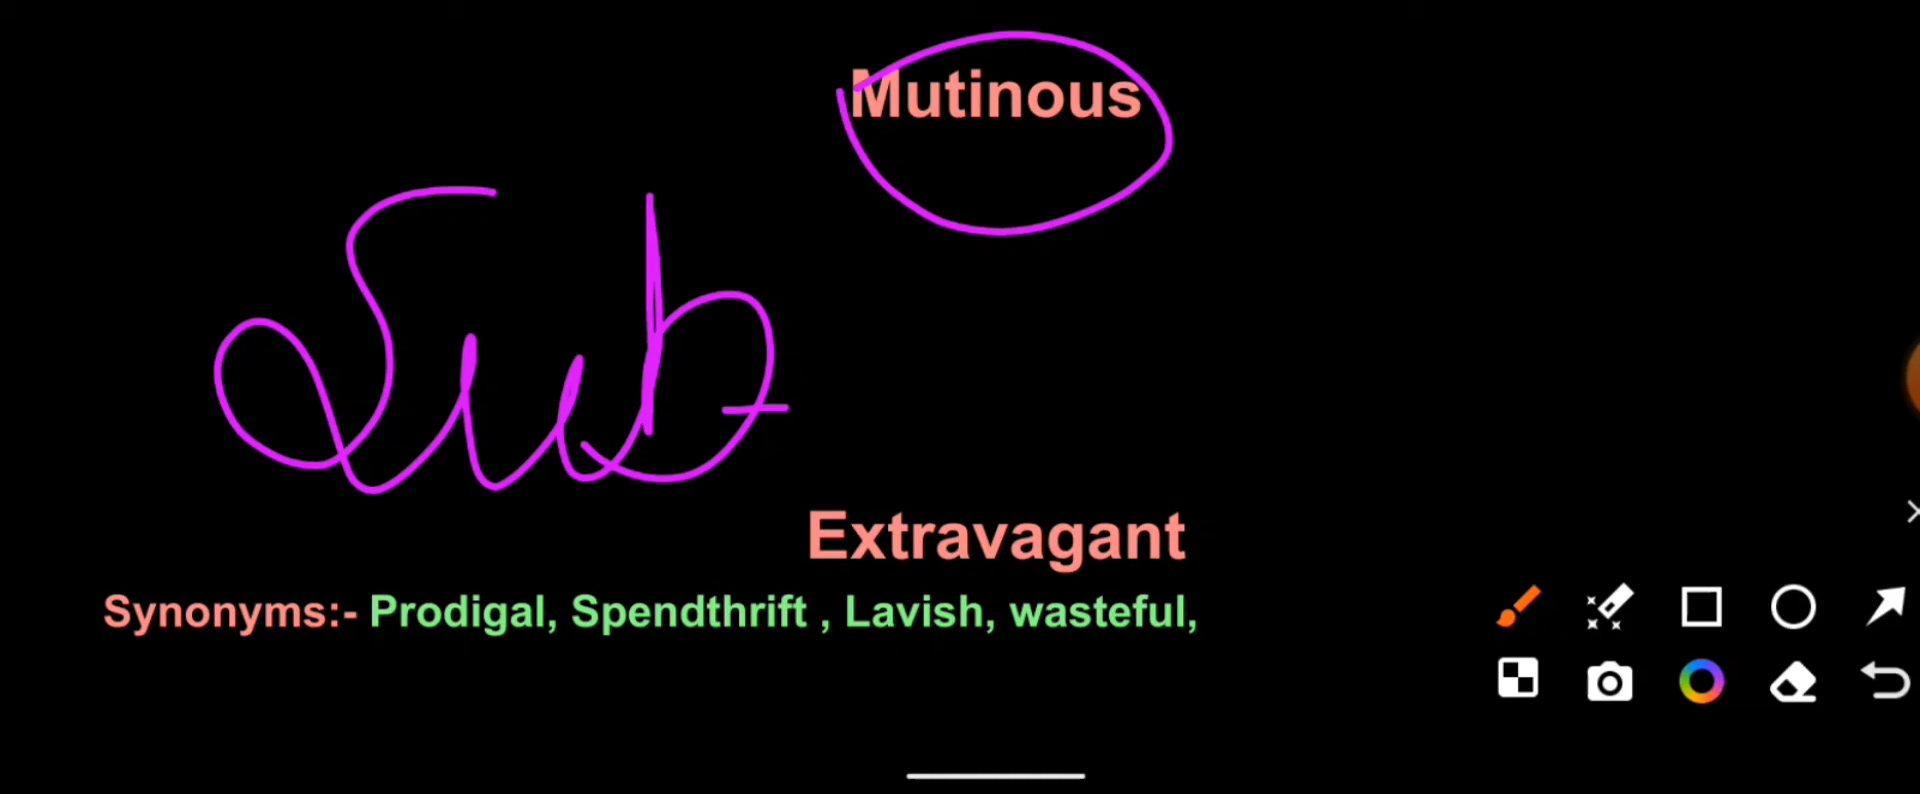 Mutinous
Sub-
Extravagant
Synonyms:- Prodigal, Spendthrift , Lavish, wasteful,